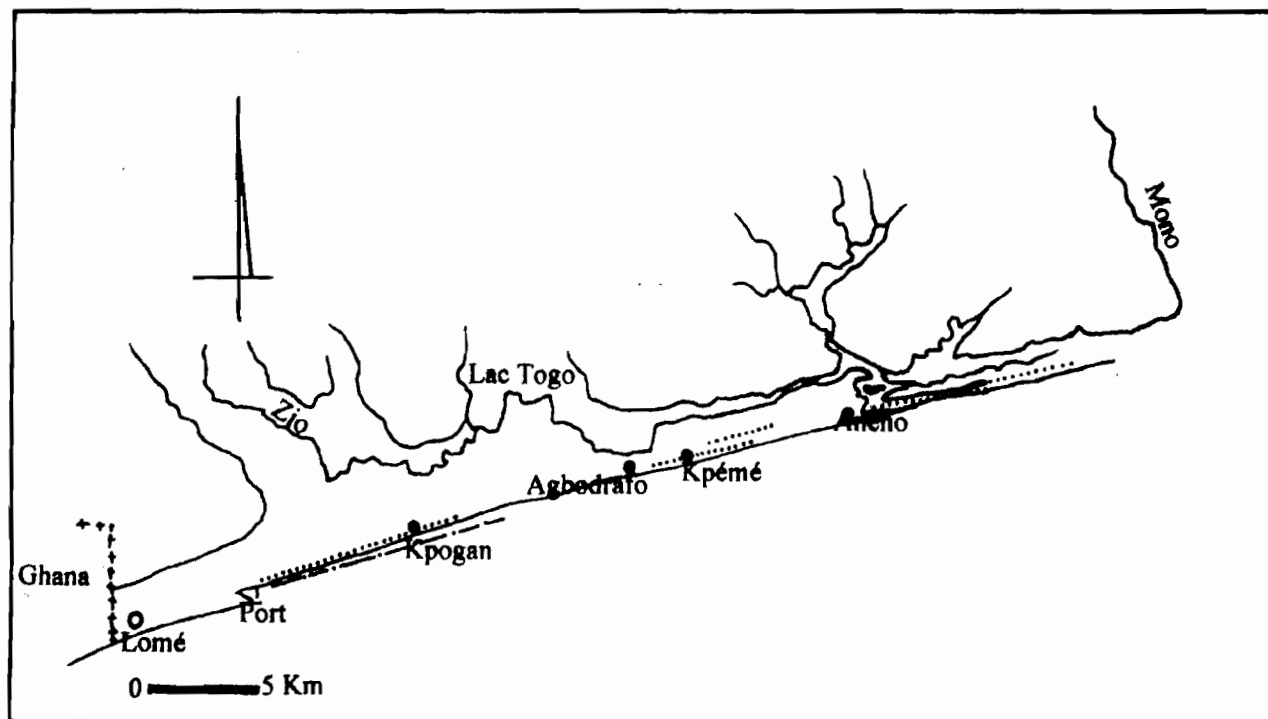 Mono
Lac Togo
Zio
Aného
Kpémé
Agbodrafo
Kpogan
Ghana
Port
Lomé
0 5 Km